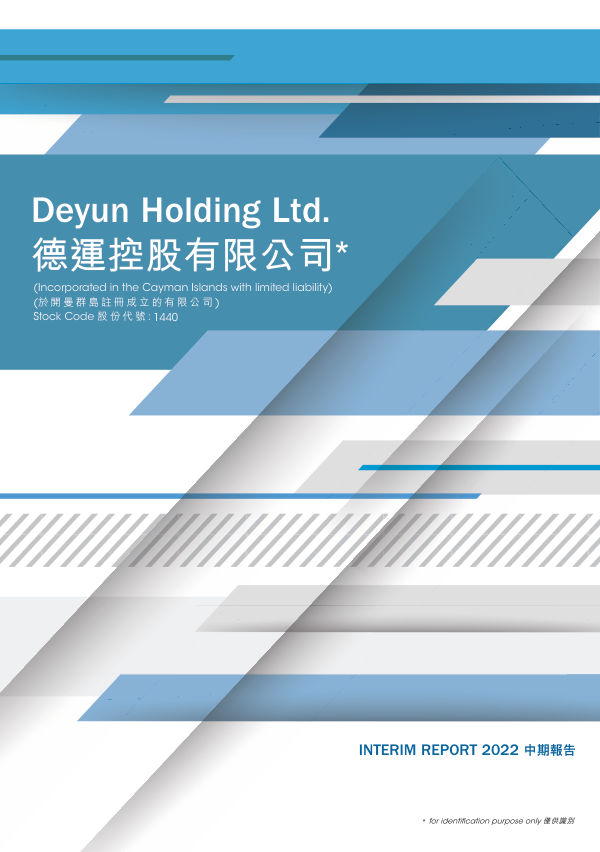 Deyun Holding Ltd.
德運控股有限公司*
(Incorporated in the Cayman Islands with limited liability)
(於開曼群島註冊成立的有限公司)
Stock Code 股份代號 : 1440
INTERIM REPORT 2022 中期報告
* for identification purpose only 僅供識別